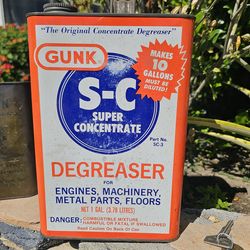 "The Original Concentrate Degreaser"
GUNK
MAKES
10
GALLONS
MUST BE
DILUTED!
S-C
SUPER
CONCENTRATE
Part No.
SC-3
DEGREASER
FOR
ENGINES, MACHINERY,
METAL PARTS, FLOORS
NET 1 GAL. (3.78 LITRES)
DANGER: COMBUSTIBLE MIXTURE
HARMFUL OR FATAL IF SWALLOWED
Read Caution On Back Of Can